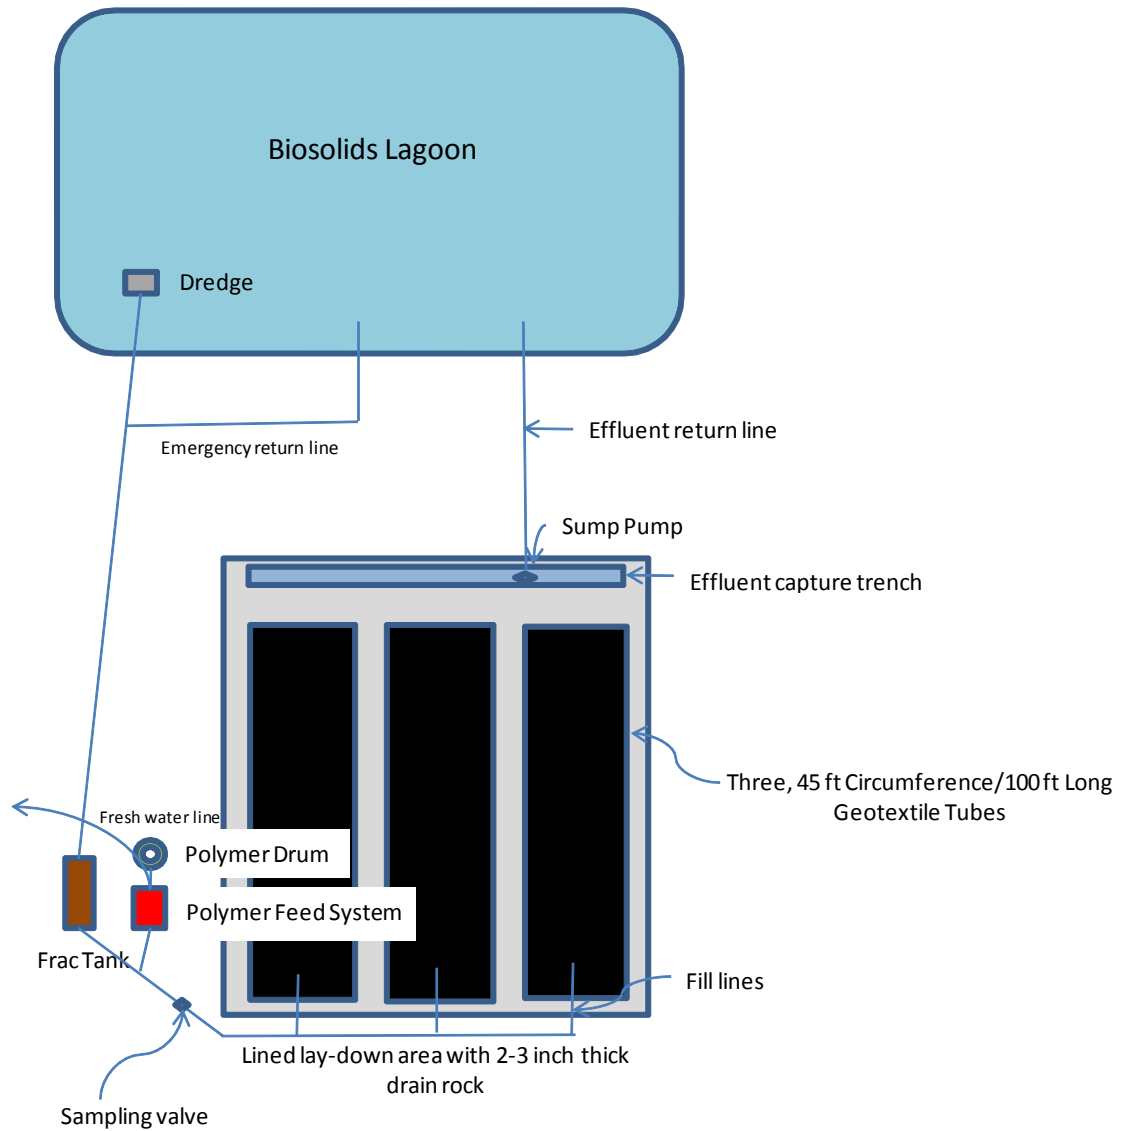 Biosolids Lagoon
Dredge
Emergency return line
Effluent return line
Sump Pump
Effluent capture trench
Three, 45 ft Circumference/100 ft Long
Geotextile Tubes
Fresh water line
Polymer Drum
Polymer Feed System
Frac Tank
Fill lines
Lined lay-down area with 2-3 inch thick
drain rock
Sampling valve